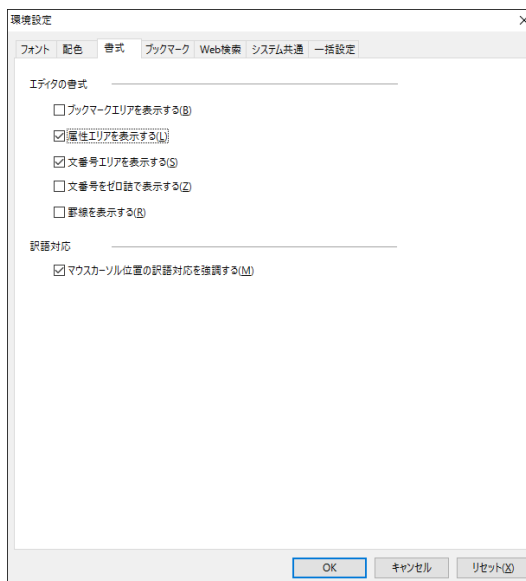 環境設定
フォント 配色 書式 ブックマーク Web検索 システム共通 一括設定
エディタの書式
ブックマークエリアを表示する(B)
属性エリアを表示する(L)
文番号エリアを表示する(S)
文番号をゼロ詰で表示する(Z)
罫線を表示する(R)
訳語対応
マウスカーソル位置の訳語対応を強調する(M)
OK キャンセル リセット(X)